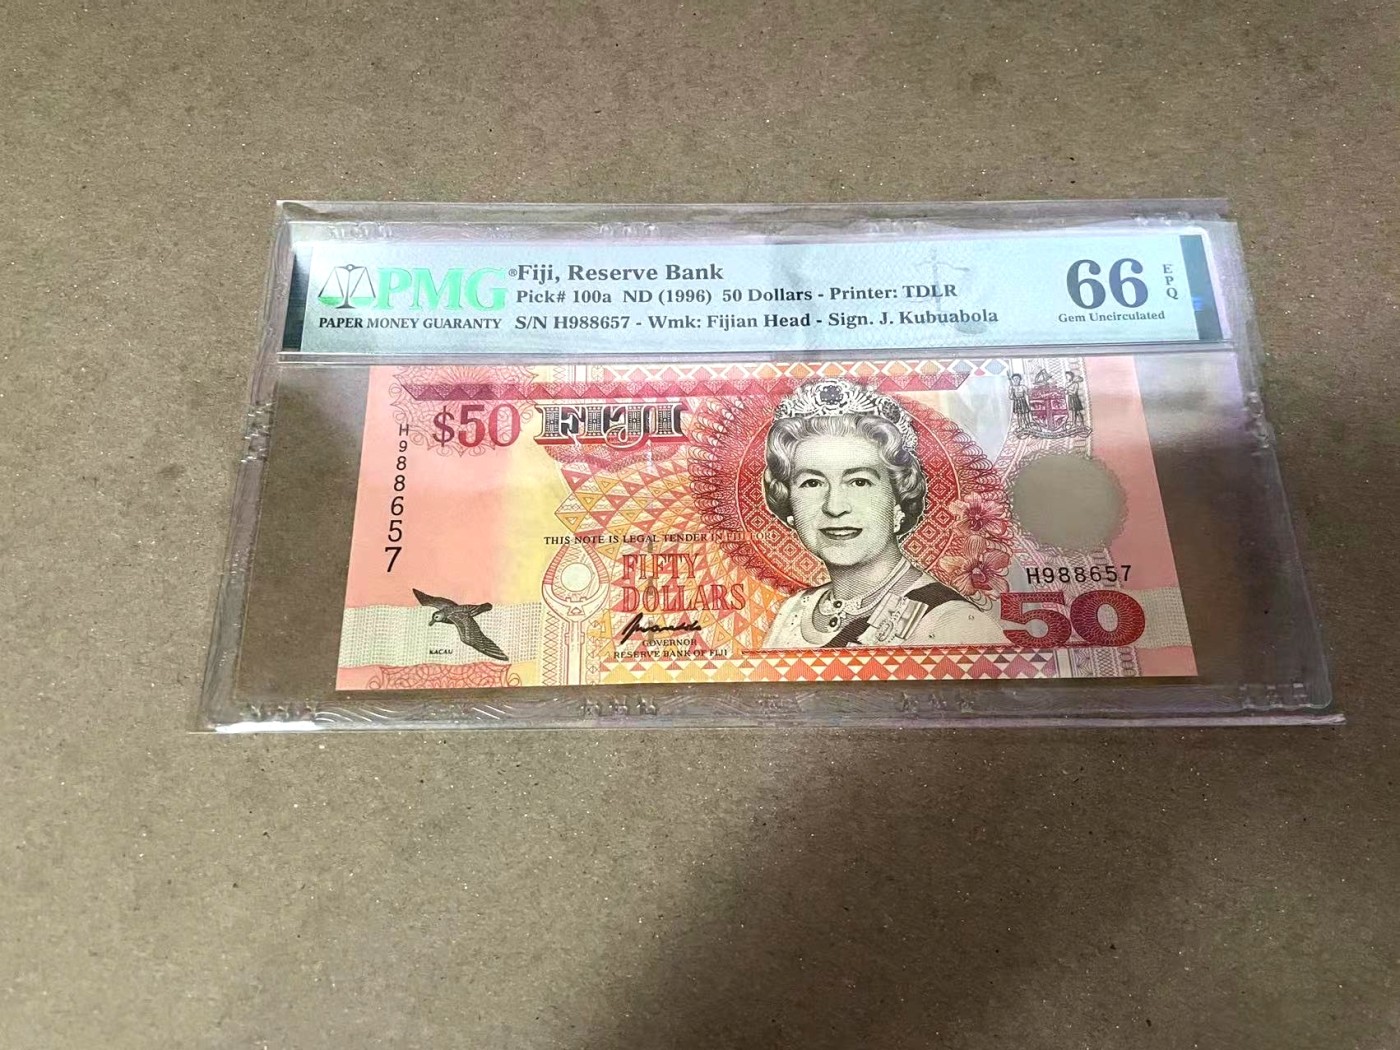 PMG®
PAPER MONEY GUARANTY
Fiji, Reserve Bank
Pick# 100a ND (1996) 50 Dollars - Printer: TDLR
S/N H988657 - Wmk: Fijian Head - Sign. J. Kubuabola
66
EPQ
Gem Uncirculated
$50 FIJI
H988657
THIS NOTE IS LEGAL TENDER IN FIJI FOR
FIFTY
DOLLARS
GOVERNOR
RESERVE BANK OF FIJI
KACAU
H988657
50